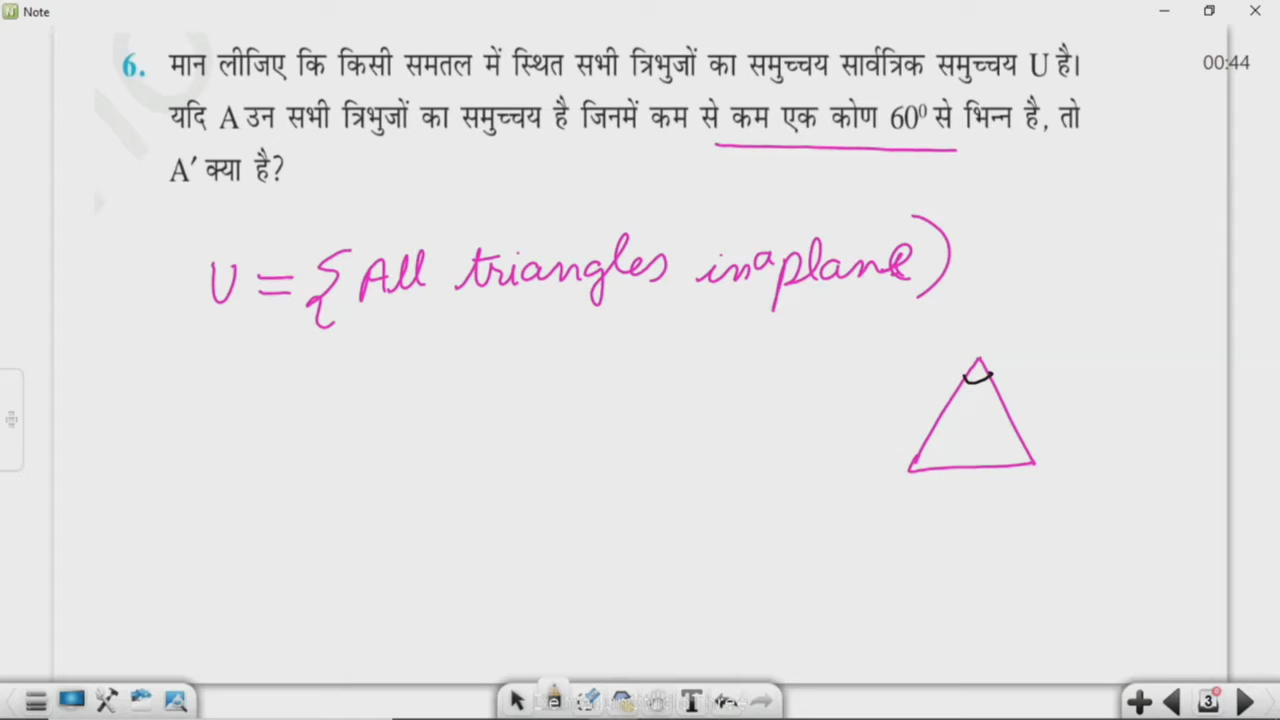 Note
00:44
6. मान लीजिए कि किसी समतल में स्थित सभी त्रिभुजों का समुच्चय सार्वत्रिक समुच्चय U है।
यदि A उन सभी त्रिभुजों का समुच्चय है जिनमें कम से कम एक कोण 60⁰ से भिन्न है, तो
A′ क्या है?
U = {All triangles in a plane)
3